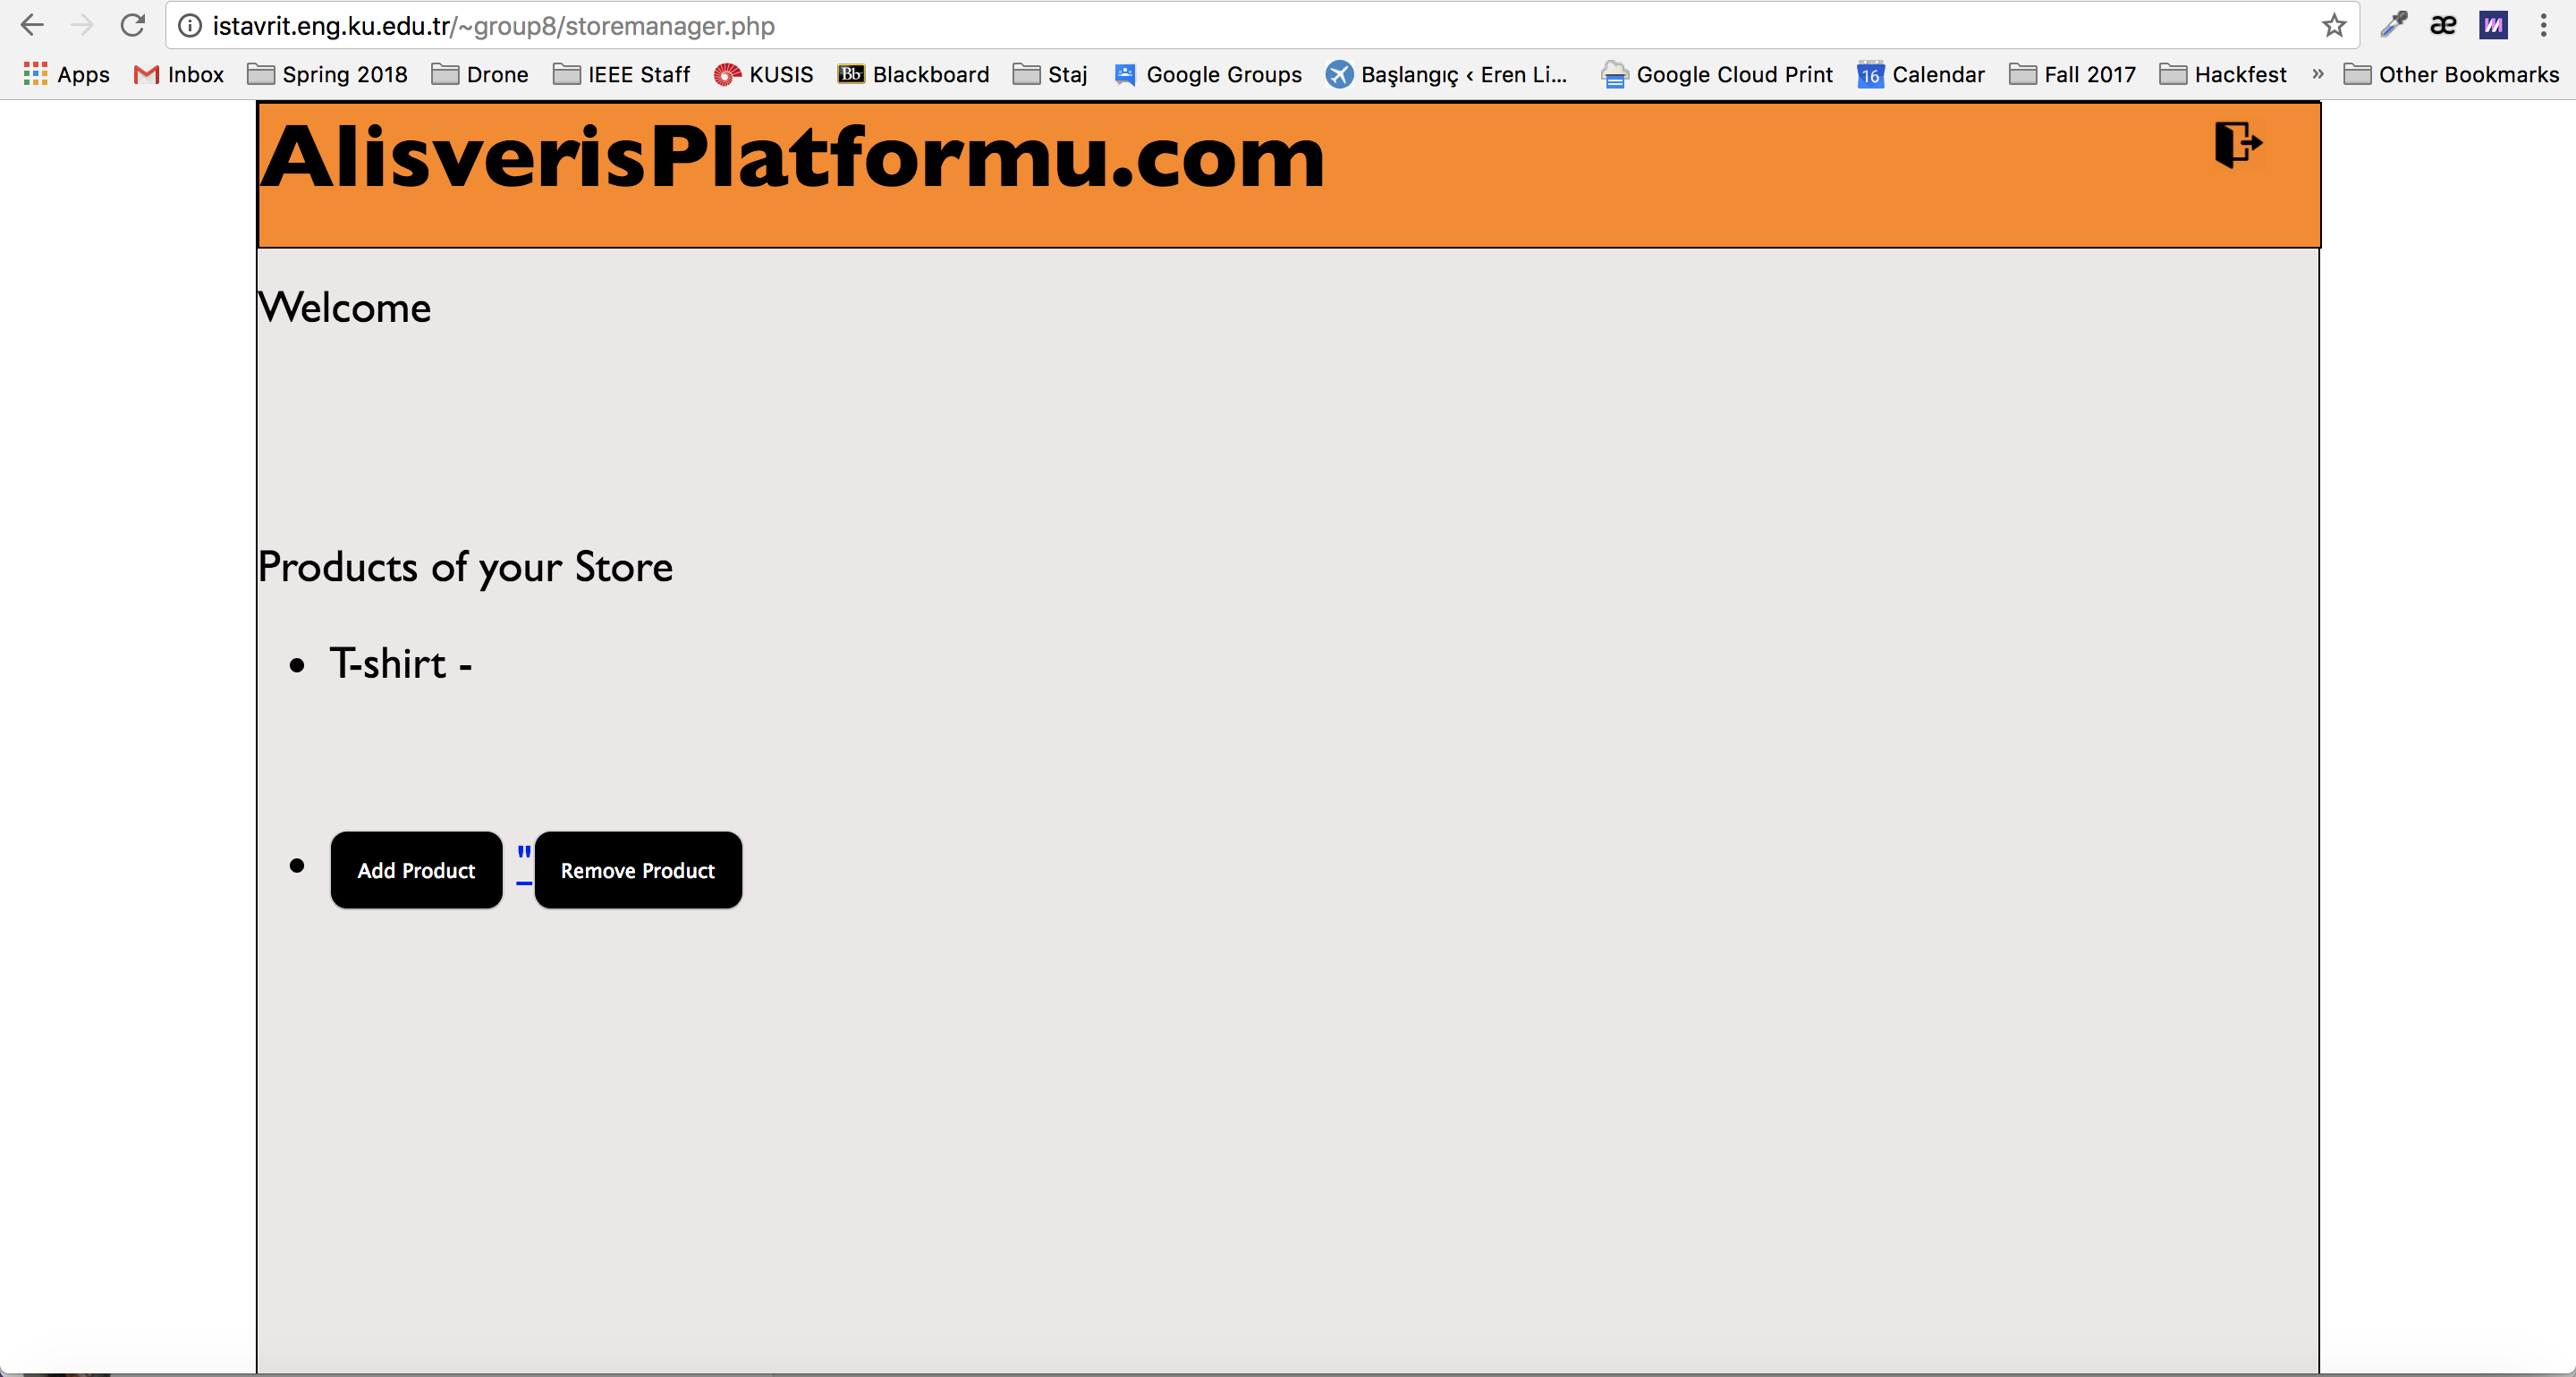 istavrit.eng.ku.edu.tr/~group8/storemanager.php
Apps Inbox Spring 2018 Drone IEEE Staff KUSIS Bb Blackboard Staj Google Groups Başlangıç ‹ Eren Li... Google Cloud Print 16 Calendar Fall 2017 Hackfest » Other Bookmarks
AlisverisPlatformu.com
Welcome
Products of your Store
• T-shirt -
• Add Product " Remove Product